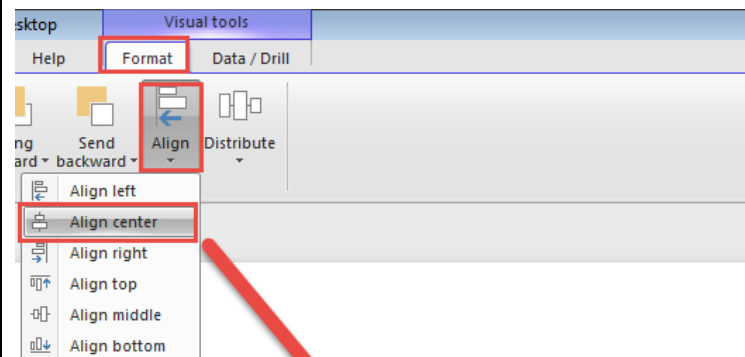 sktop
Visual tools
Help
Format
Data / Drill
ng
Send
Align
Distribute
ard
backward
Align left
Align center
Align right
Align top
Align middle
Align bottom